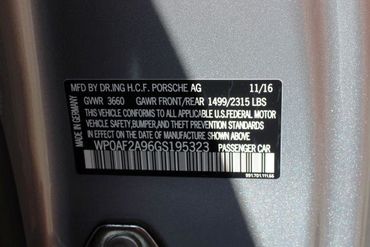 MFD BY DR.ING H.C.F. PORSCHE AG 11/16
GVWR 3660 GAWR FRONT/REAR 1499/2315 LBS
THIS VEHICLE CONFORMS TO ALL APPLICABLE U.S.FEDERAL MOTOR
VEHICLE SAFETY,BUMPER,AND THEFT PREVENTION STANDARDS IN EFFECT ON THE DATE
OF MANUFACTURE SHOWN ABOVE.
WP0AF2A96GS195323 PASSENGER CAR
Made in Germany